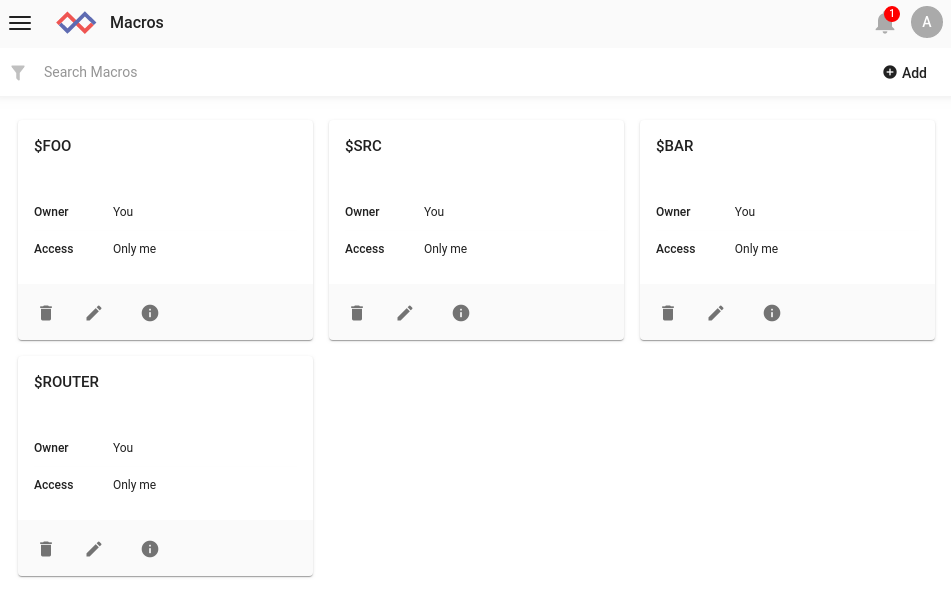 Macros
1
A
Search Macros
Add
$FOO
Owner You
Access Only me
$SRC
Owner You
Access Only me
$BAR
Owner You
Access Only me
$ROUTER
Owner You
Access Only me